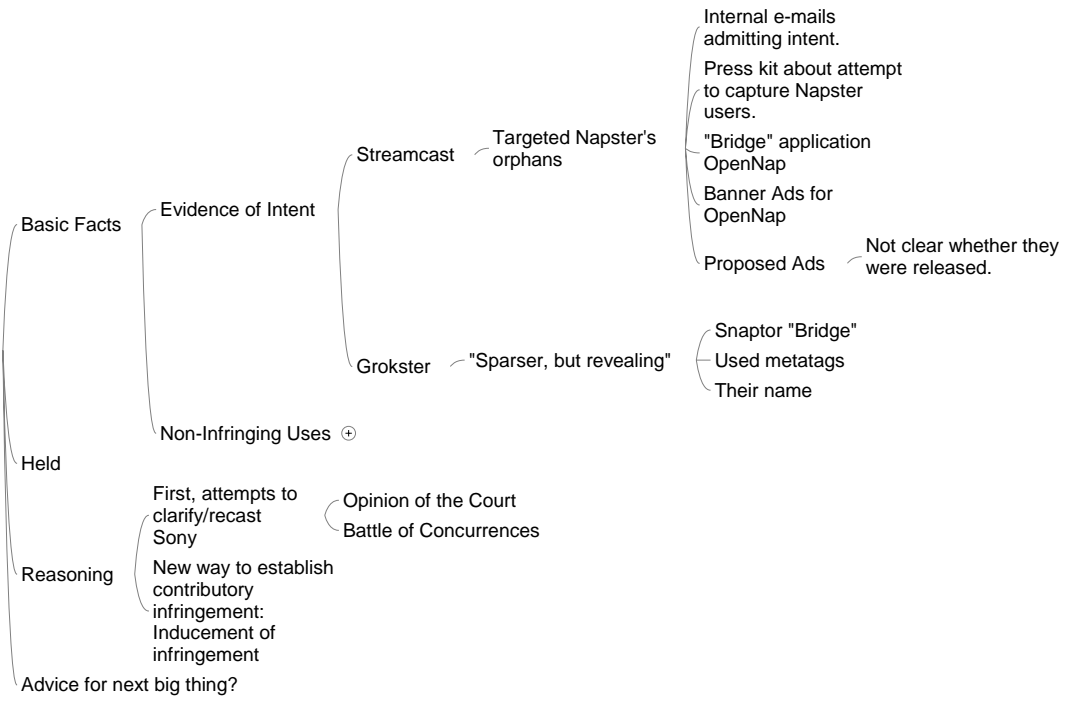 Basic Facts
Evidence of Intent
Streamcast
Targeted Napster's
orphans
Internal e-mails
admitting intent.
Press kit about attempt
to capture Napster
users.
"Bridge" application
OpenNap
Banner Ads for
OpenNap
Proposed Ads
Not clear whether they
were released.
Grokster
"Sparser, but revealing"
Snaptor "Bridge"
Used metatags
Their name
Non-Infringing Uses
Held
Reasoning
First, attempts to
clarify/recast
Sony
Opinion of the Court
Battle of Concurrences
New way to establish
contributory
infringement:
Inducement of
infringement
Advice for next big thing?